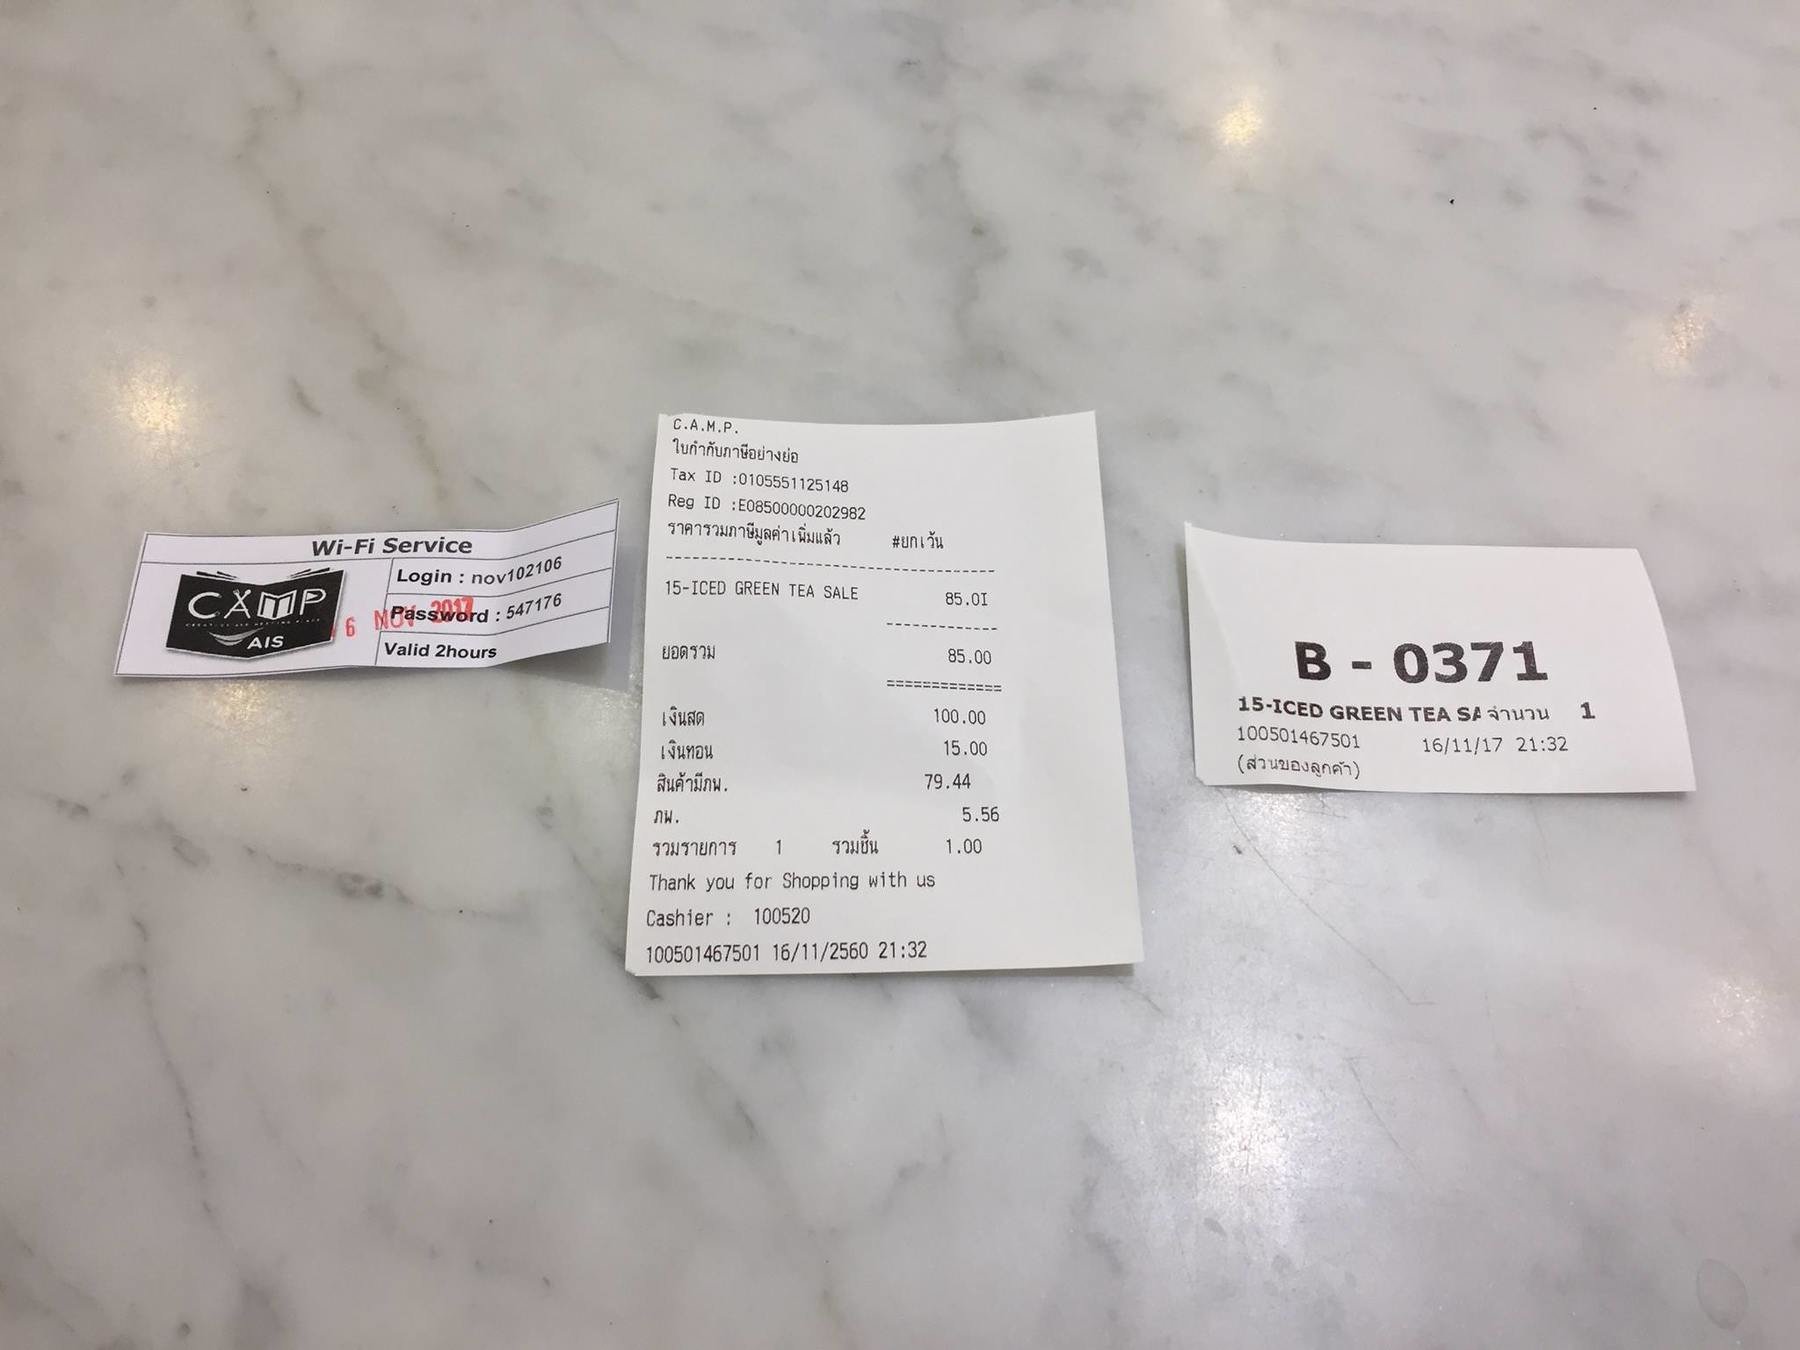 Wi-Fi Service
CAMP
AIS
Login : nov102106
Password : 547176
Valid 2hours
6 NOV 2017
C.A.M.P.
ใบกำกับภาษีอย่างย่อ
Tax ID :0105551125148
Reg ID :E08500000202982
ราคารวมภาษีมูลค่าเพิ่มแล้ว #ยกเว้น
--------------------------------
15-ICED GREEN TEA SALE 85.0I
-------------
ยอดรวม 85.00
=============
เงินสด 100.00
เงินทอน 15.00
สินค้ามีภพ. 79.44
ภพ. 5.56
รวมรายการ 1 รวมชิ้น 1.00
Thank you for Shopping with us
Cashier : 100520
100501467501 16/11/2560 21:32
B - 0371
15-ICED GREEN TEA SA จำนวน 1
100501467501 16/11/17 21:32
(ส่วนของลูกค้า)